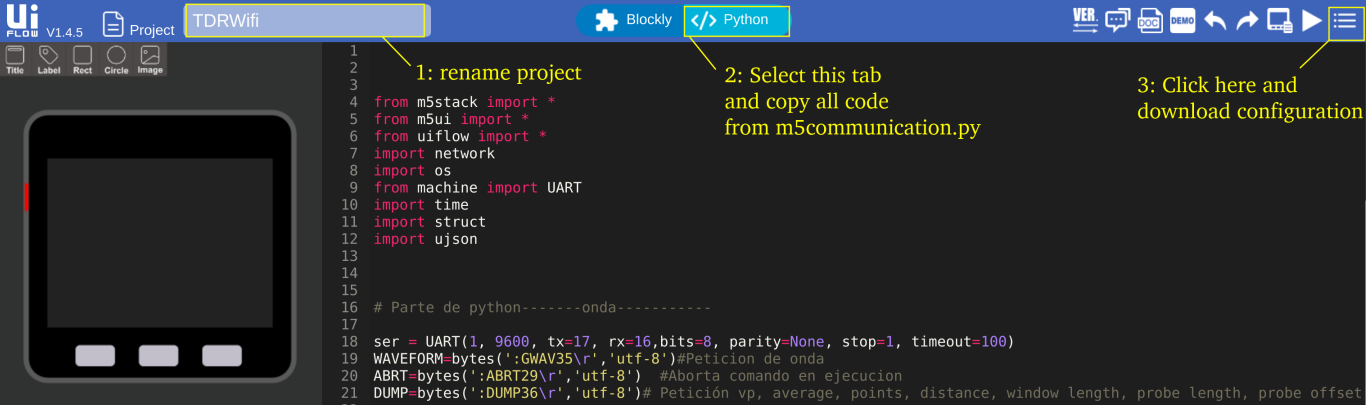 Ui FLOW V1.4.5 Project TDRWifi Blockly </> Python VER. DOC DEMO
Title Label Rect Circle Image
1: rename project
2: Select this tab
and copy all code
from m5communication.py
3: Click here and
download configuration
1
2
3
4 from m5stack import *
5 from m5ui import *
6 from uiflow import *
7 import network
8 import os
9 from machine import UART
10 import time
11 import struct
12 import ujson
13
14
15
16 # Parte de python-------onda-----------
17
18 ser = UART(1, 9600, tx=17, rx=16,bits=8, parity=None, stop=1, timeout=100)
19 WAVEFORM=bytes(':GWAV35\r','utf-8')#Peticion de onda
20 ABRT=bytes(':ABRT29\r','utf-8')  #Aborta comando en ejecucion
21 DUMP=bytes(':DUMP36\r','utf-8')# Petición vp, average, points, distance, window length, probe length, probe offset